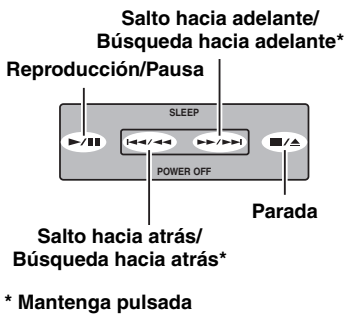 Salto hacia adelante/
Búsqueda hacia adelante*
Reproducción/Pausa
SLEEP
POWER OFF
Parada
Salto hacia atrás/
Búsqueda hacia atrás*
* Mantenga pulsada